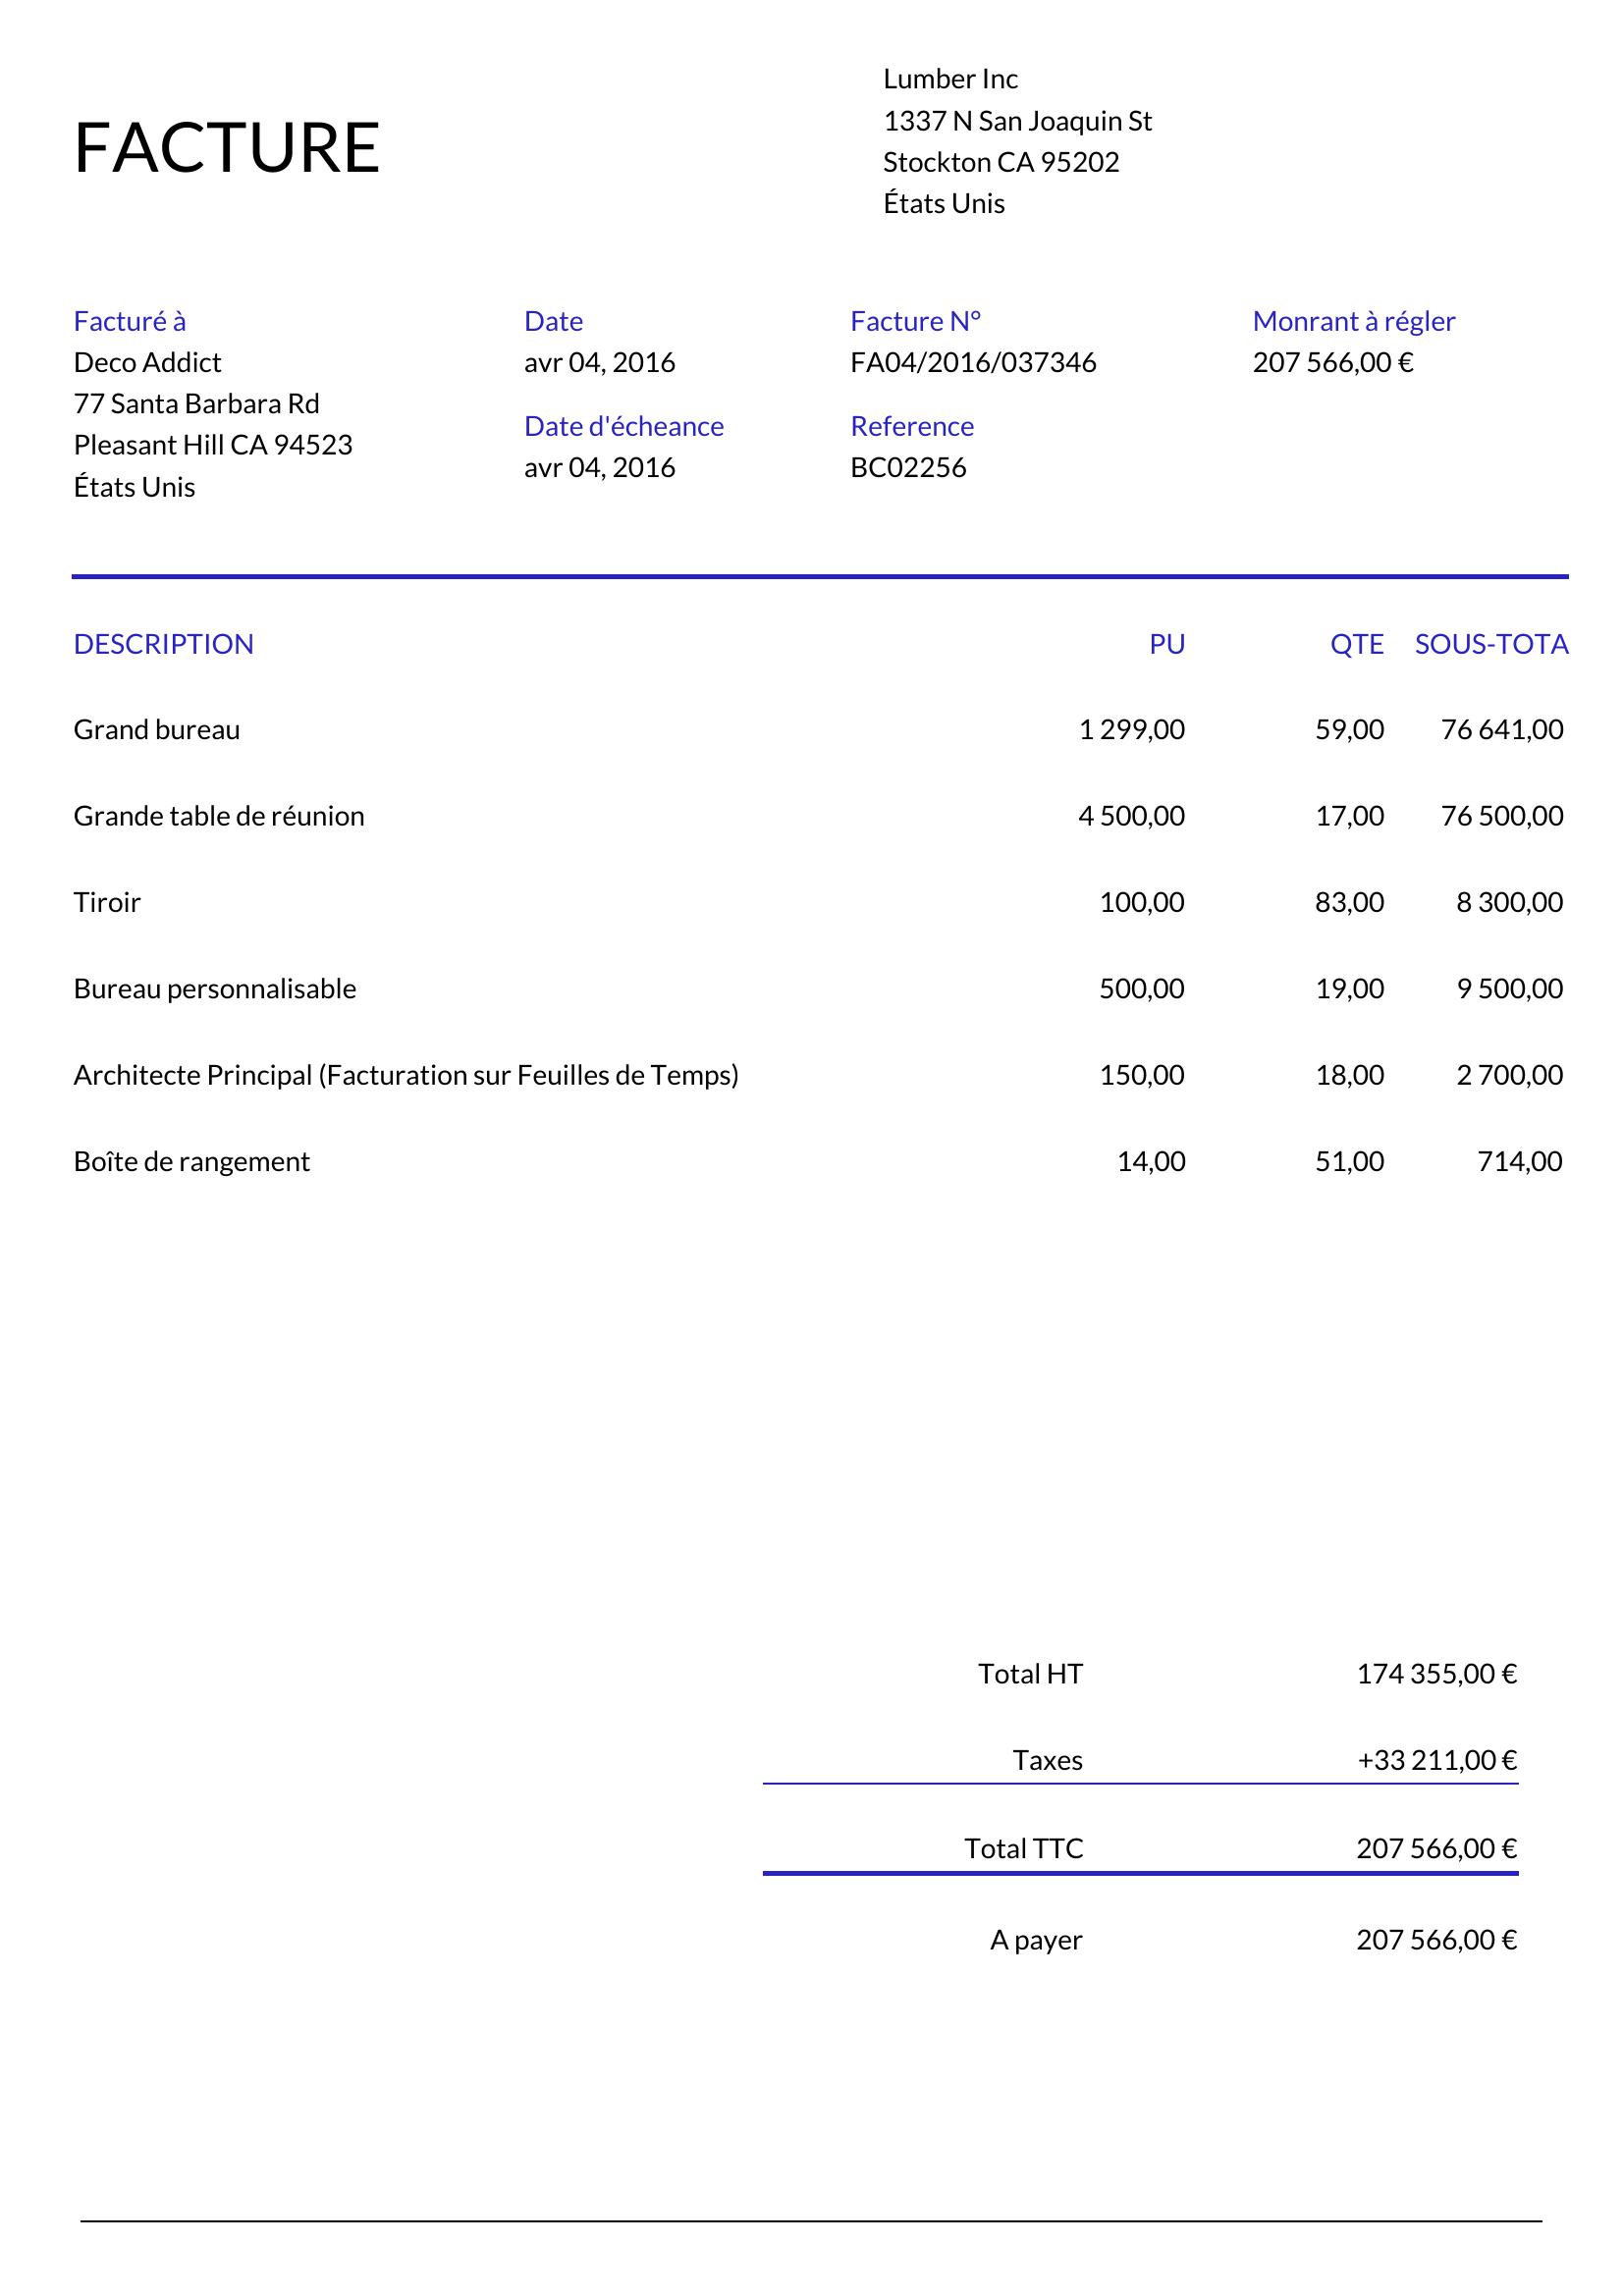 Lumber Inc
1337 N San Joaquin St
Stockton CA 95202
États Unis
FACTURE
Facturé à
Deco Addict
77 Santa Barbara Rd
Pleasant Hill CA 94523
États Unis
Date
avr 04, 2016
Date d'écheance
avr 04, 2016
Facture N°
FA04/2016/037346
Reference
BC02256
Monrant à régler
207 566,00 €
DESCRIPTION PU QTE SOUS-TOTA
Grand bureau 1 299,00 59,00 76 641,00
Grande table de réunion 4 500,00 17,00 76 500,00
Tiroir 100,00 83,00 8 300,00
Bureau personnalisable 500,00 19,00 9 500,00
Architecte Principal (Facturation sur Feuilles de Temps) 150,00 18,00 2 700,00
Boîte de rangement 14,00 51,00 714,00
Total HT 174 355,00 €
Taxes +33 211,00 €
Total TTC 207 566,00 €
A payer 207 566,00 €